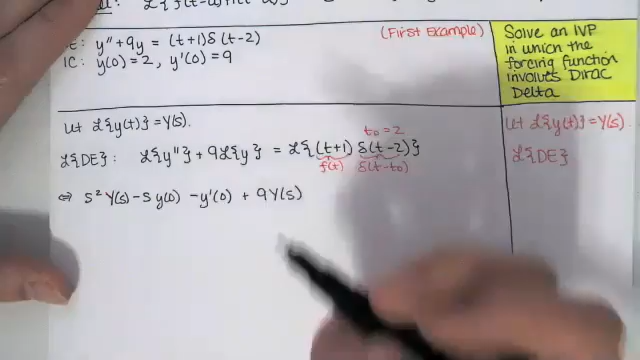 (First Example)
: y'' + 9y = (t+1) δ(t-2)
IC: y(0) = 2, y'(0) = 9
Solve an IVP
in which the
forcing function
involves Dirac
Delta
Let ℒ{y(t)} = Y(s).
t₀ = 2
ℒ{DE}: ℒ{y''} + 9ℒ{y} = ℒ{(t+1) δ(t-2)}
f(t) δ(t-t₀)
⇔ s² Y(s) - s y(0) - y'(0) + 9Y(s)
Let ℒ{y(t)} = Y(s)
ℒ{DE}